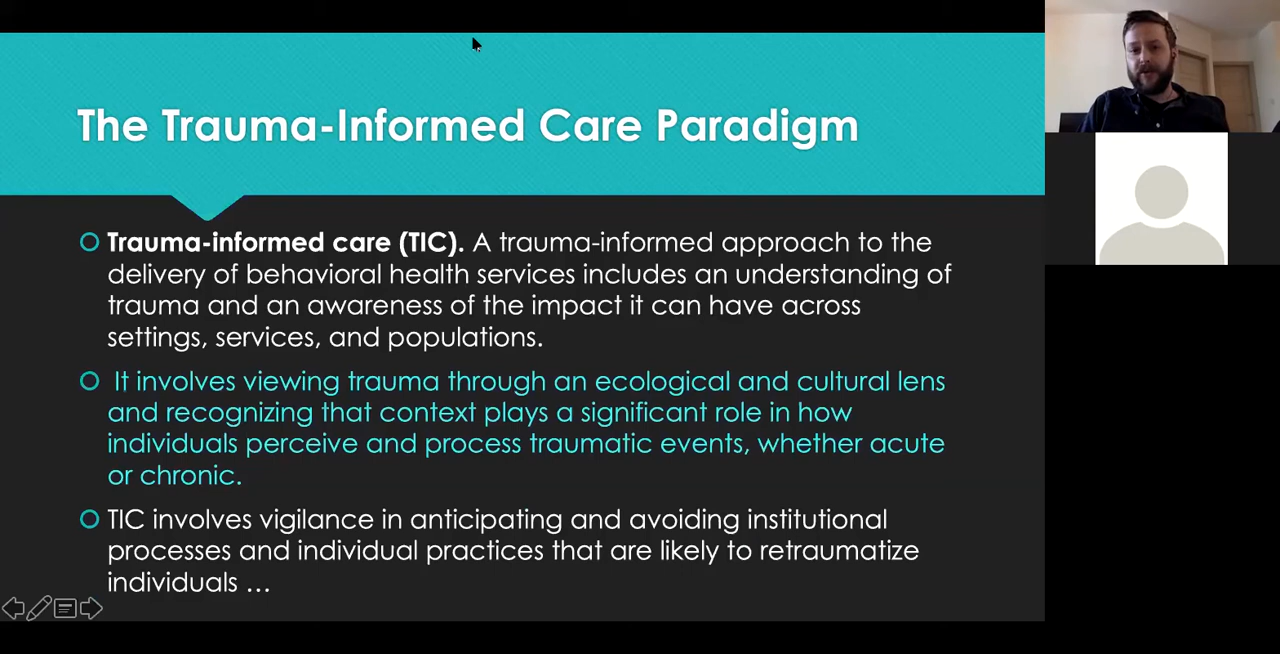 The Trauma-Informed Care Paradigm
Trauma-informed care (TIC). A trauma-informed approach to the
delivery of behavioral health services includes an understanding of
trauma and an awareness of the impact it can have across
settings, services, and populations.
It involves viewing trauma through an ecological and cultural lens
and recognizing that context plays a significant role in how
individuals perceive and process traumatic events, whether acute
or chronic.
TIC involves vigilance in anticipating and avoiding institutional
processes and individual practices that are likely to retraumatize
individuals …